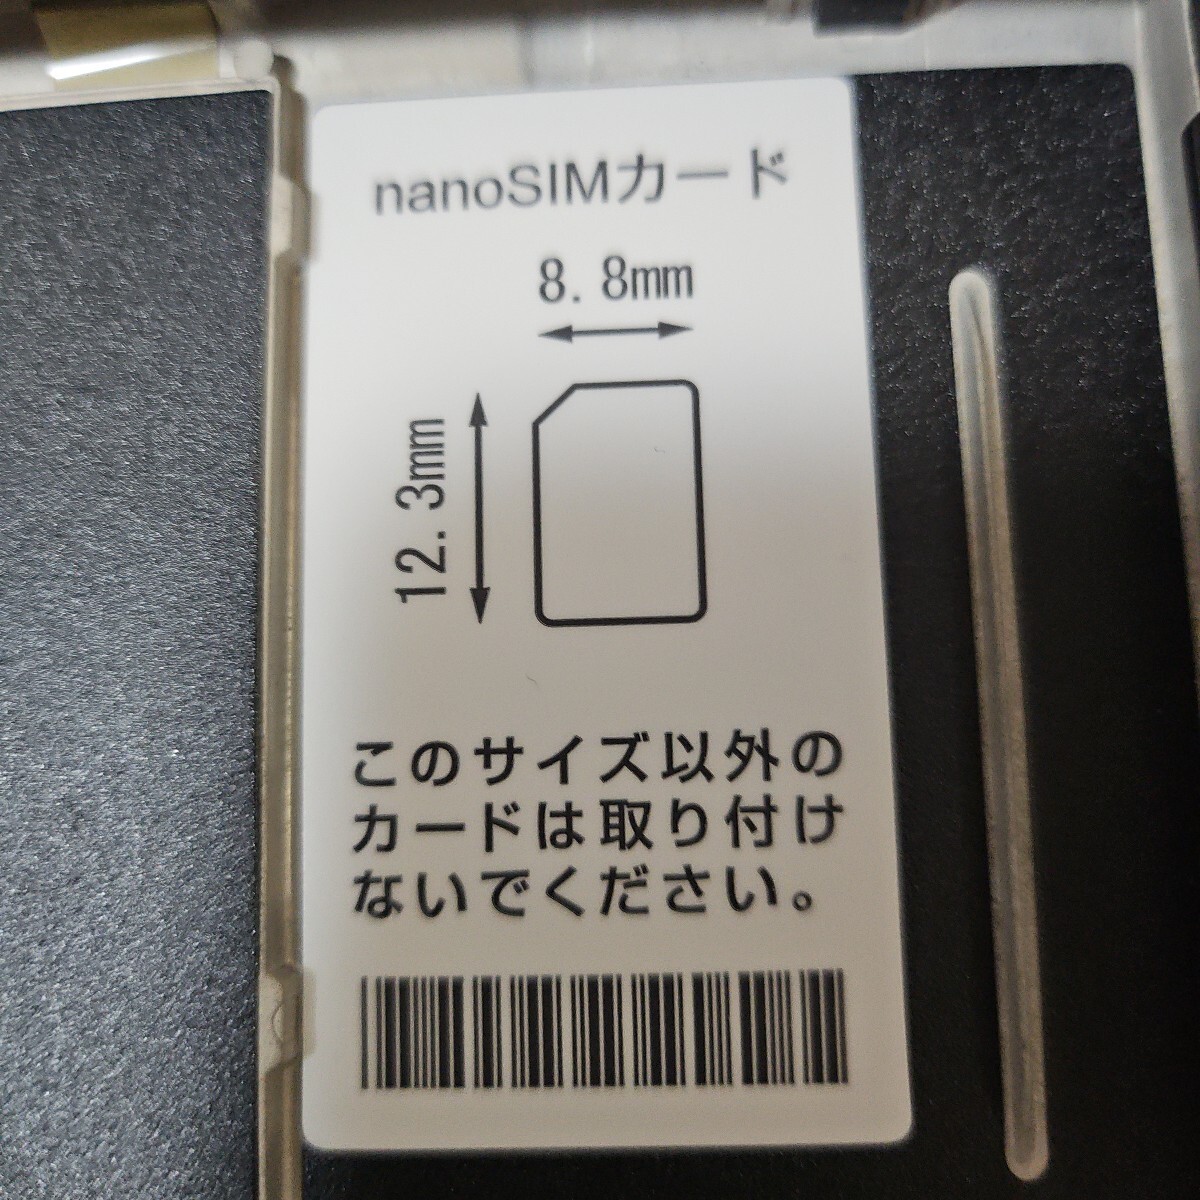 nanoSIMカード
8.8mm
12.3mm
このサイズ以外の
カードは取り付け
ないでください。